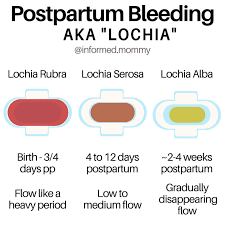 Postpartum Bleeding
AKA "LOCHIA"
@informed.mommy
Lochia Rubra
Lochia Serosa
Lochia Alba
Birth - 3/4
days pp
4 to 12 days
postpartum
~2-4 weeks
postpartum
Flow like a
heavy period
Low to
medium flow
Gradually
disappearing
flow